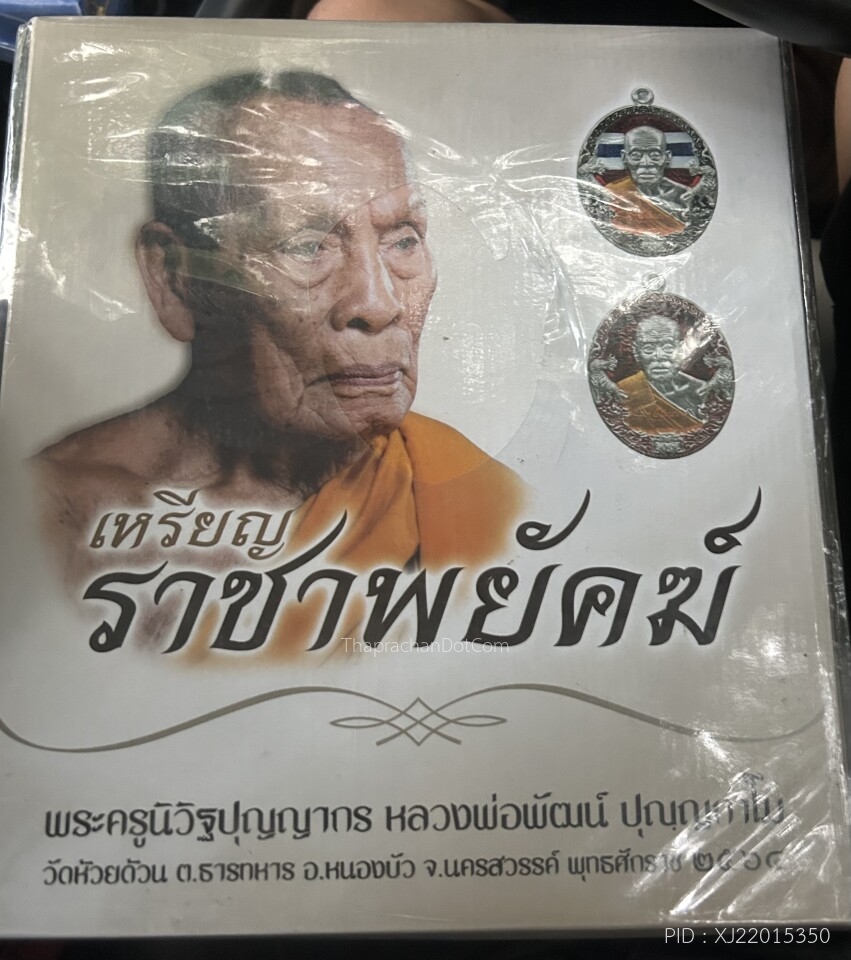 เหรียญ
ราชาพยัคฆ์
ThaprachanDotCom
พระครูนิวิฐปุญญากร หลวงพ่อพัฒน์ ปุญฺญกาโม
วัดห้วยด้วน ต.ธารทหาร อ.หนองบัว จ.นครสวรรค์ พุทธศักราช
PID : XJ22015350